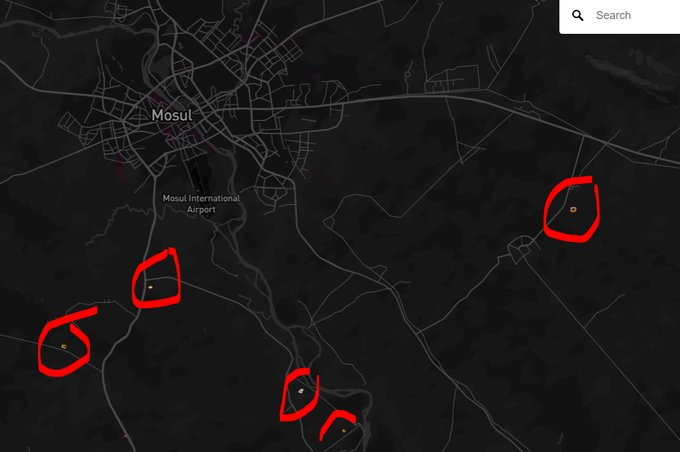 Search
Mosul
Mosul International
Airport